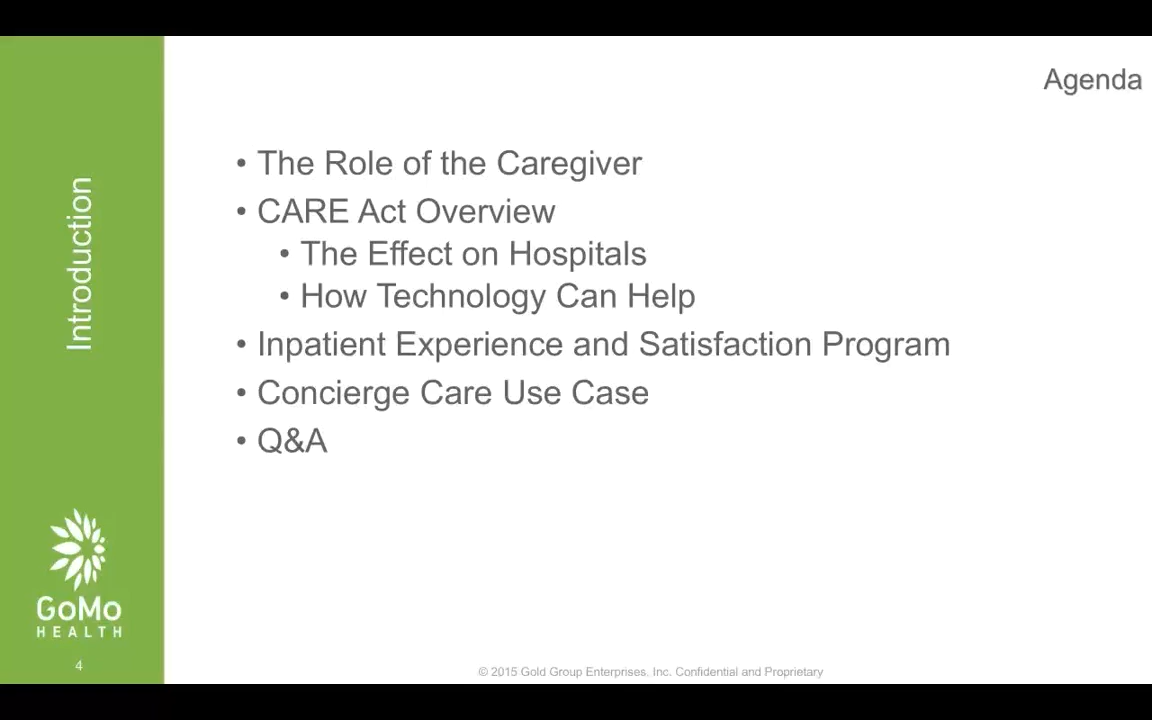 Agenda
Introduction
• The Role of the Caregiver
• CARE Act Overview
• The Effect on Hospitals
• How Technology Can Help
• Inpatient Experience and Satisfaction Program
• Concierge Care Use Case
• Q&A
GoMo
HEALTH
4
© 2015 Gold Group Enterprises. Inc. Confidential and Proprietary